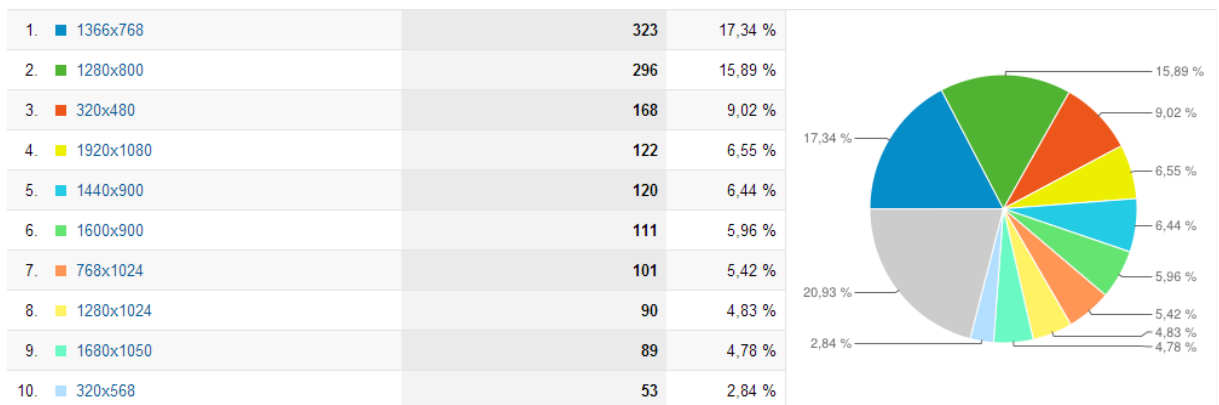 1. 1366x768 323 17,34 %
2. 1280x800 296 15,89 %
3. 320x480 168 9,02 %
4. 1920x1080 122 6,55 %
5. 1440x900 120 6,44 %
6. 1600x900 111 5,96 %
7. 768x1024 101 5,42 %
8. 1280x1024 90 4,83 %
9. 1680x1050 89 4,78 %
10. 320x568 53 2,84 %
15,89 %
9,02 %
17,34 %
6,55 %
6,44 %
5,96 %
20,93 %
5,42 %
4,83 %
2,84 %
4,78 %